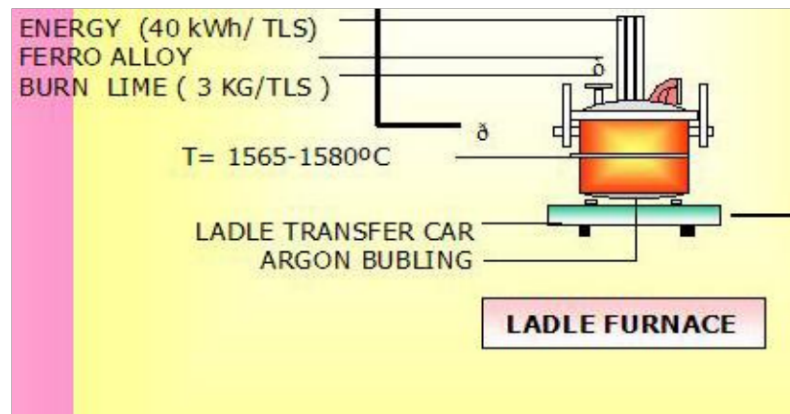 ENERGY (40 kWh/ TLS)
FERRO ALLOY
ð
BURN LIME ( 3 KG/TLS )
ð
T= 1565-1580ºC
LADLE TRANSFER CAR
ARGON BUBLING
LADLE FURNACE